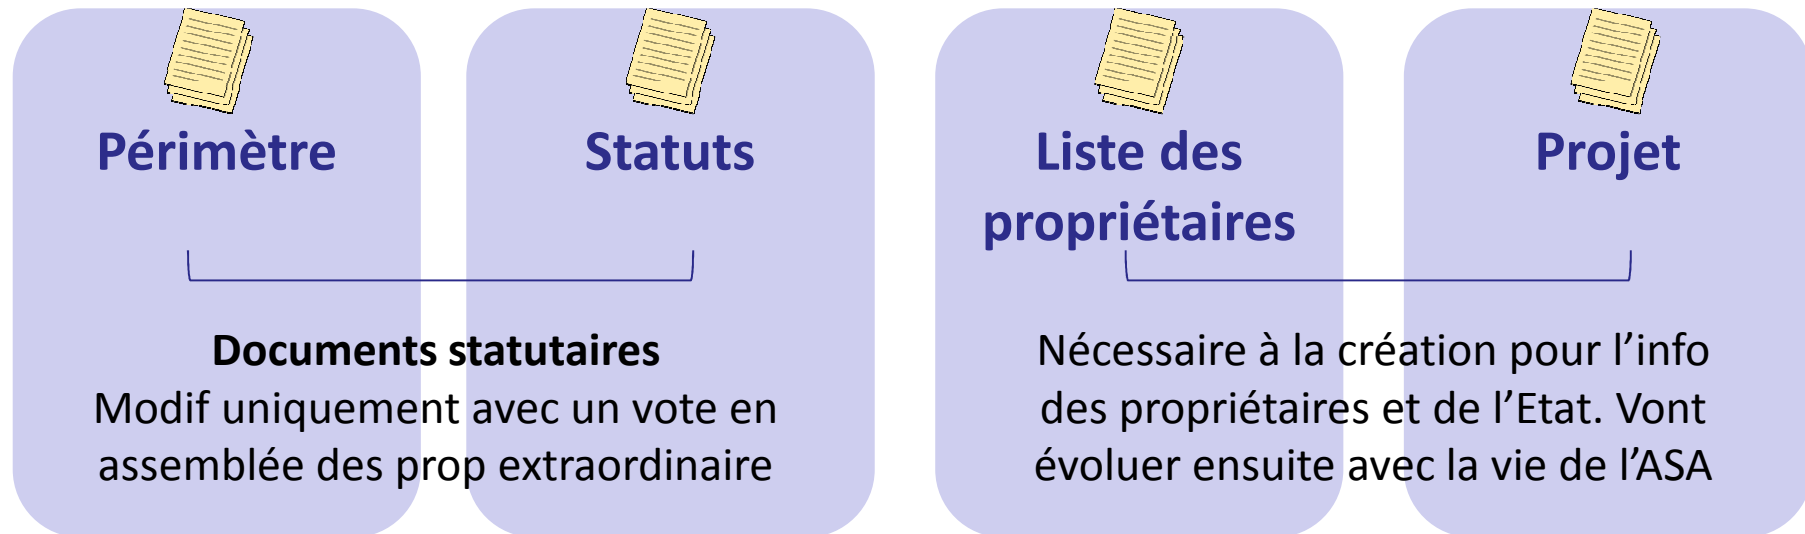 Périmètre
Statuts
Documents statutaires
Modif uniquement avec un vote en
assemblée des prop extraordinaire
Liste des
propriétaires
Projet
Nécessaire à la création pour l’info
des propriétaires et de l’Etat. Vont
évoluer ensuite avec la vie de l’ASA